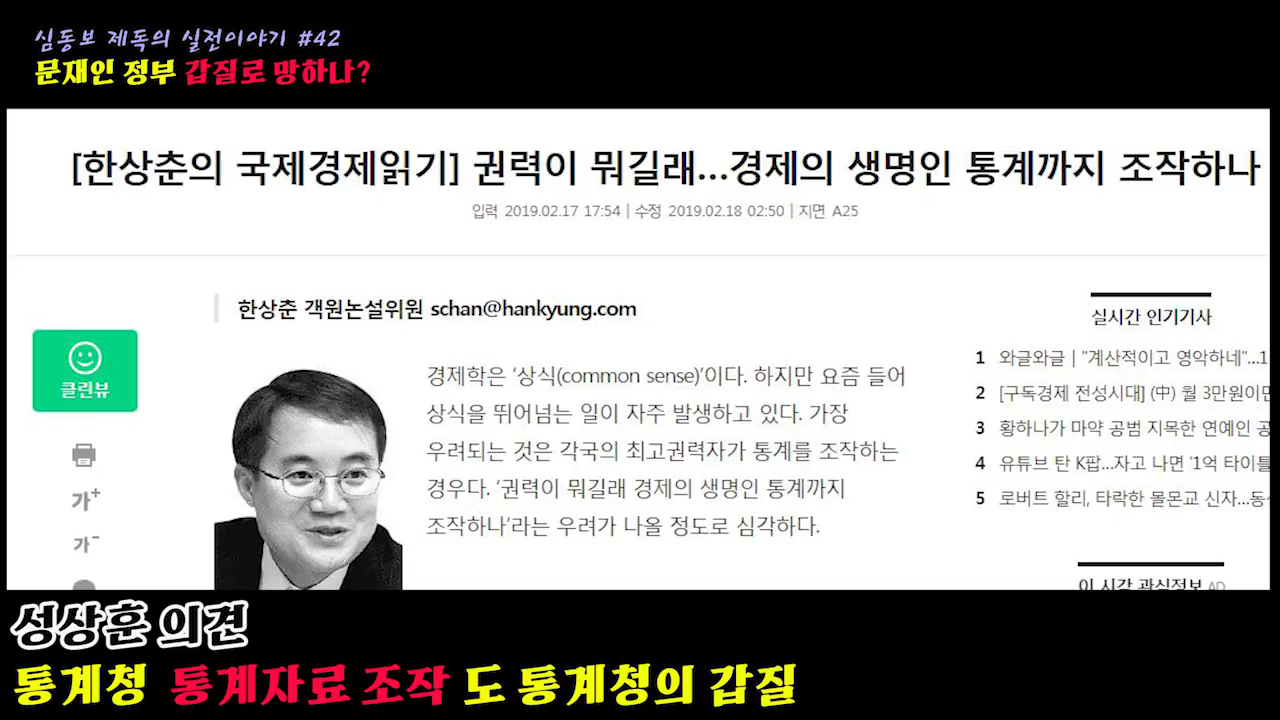 심동보 제독의 실전이야기 #42
문재인 정부 갑질로 망하나?
[한상춘의 국제경제읽기] 권력이 뭐길래...경제의 생명인 통계까지 조작하나
입력 2019.02.17 17:54 | 수정 2019.02.18 02:50 | 지면 A25
한상춘 객원논설위원 schan@hankyung.com
클린뷰
가+
가-
경제학은 ‘상식(common sense)’이다. 하지만 요즘 들어
상식을 뛰어넘는 일이 자주 발생하고 있다. 가장
우려되는 것은 각국의 최고권력자가 통계를 조작하는
경우다. ‘권력이 뭐길래 경제의 생명인 통계까지
조작하나’라는 우려가 나올 정도로 심각하다.
실시간 인기기사
1 와글와글 | "계산적이고 영악하네"...1
2 [구독경제 전성시대] (中) 월 3만원이면
3 황하나가 마약 공범 지목한 연예인 공
4 유튜브 탄 K팝...자고 나면 '1억 타이틀
5 로버트 할리, 타락한 몰몬교 신자...동성
이 시각 관심정보 AD
성상훈 의견
통계청 통계자료 조작 도 통계청의 갑질